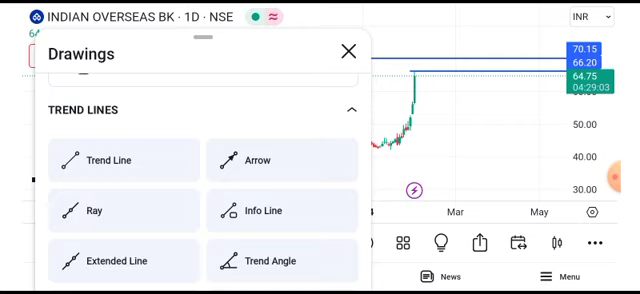 INDIAN OVERSEAS BK · 1D · NSE
INR
Drawings
70.15
66.20
64.75
04:29:03
TREND LINES
50.00
Trend Line
Arrow
40.00
30.00
Ray
Info Line
Mar
May
Extended Line
Trend Angle
News
Menu